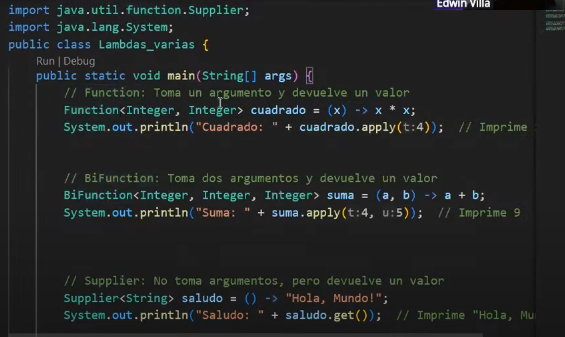 Edwin Villa
import java.util.function.Supplier;
import java.lang.System;
public class Lambdas_varias {
Run | Debug
public static void main(String[] args) {
// Function: Toma un argumento y devuelve un valor
Function<Integer, Integer> cuadrado = (x) -> x * x;
System.out.println("Cuadrado: " + cuadrado.apply(t:4)); // Imprime
// BiFunction: Toma dos argumentos y devuelve un valor
BiFunction<Integer, Integer, Integer> suma = (a, b) -> a + b;
System.out.println("Suma: " + suma.apply(t:4, u:5)); // Imprime 9
// Supplier: No toma argumentos, pero devuelve un valor
Supplier<String> saludo = () -> "Hola, Mundo!";
System.out.println("Saludo: " + saludo.get()); // Imprime "Hola, Mu